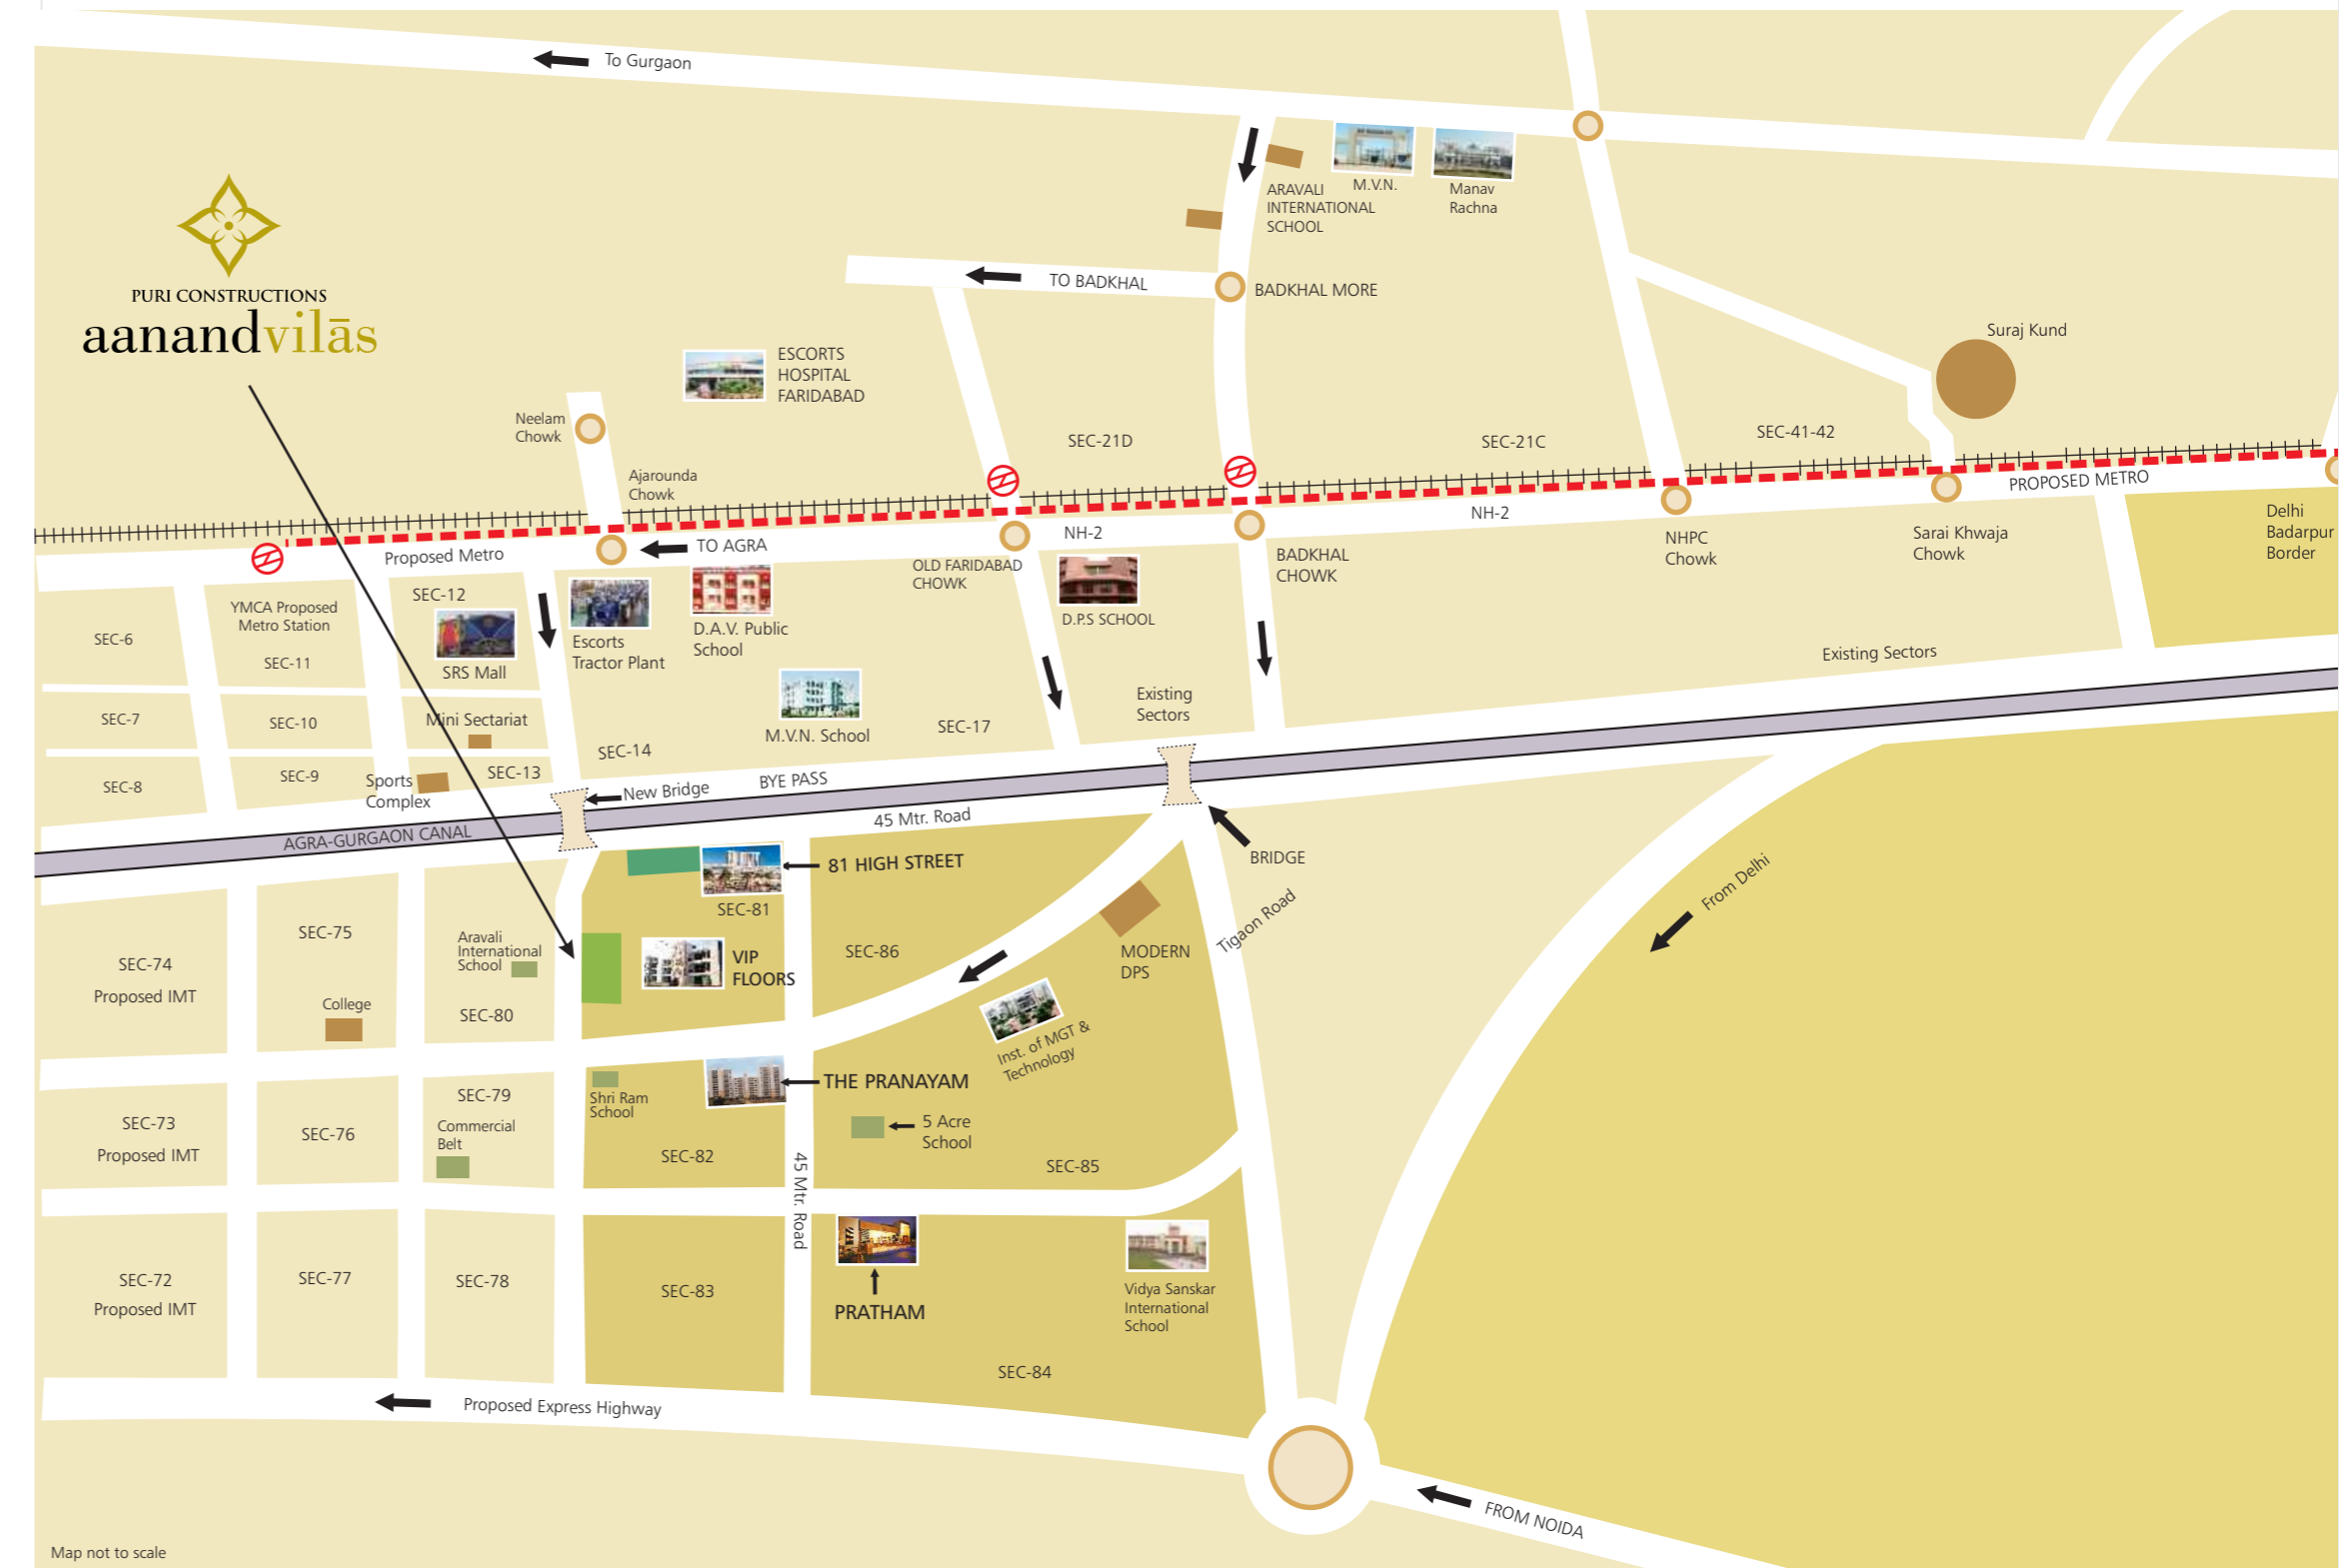 To Gurgaon
ARAVALI
INTERNATIONAL
SCHOOL
M.V.N.
Manav
Rachna
PURI CONSTRUCTIONS
aanandvilās
TO BADKHAL
BADKHAL MORE
Suraj Kund
ESCORTS
HOSPITAL
FARIDABAD
Neelam
Chowk
Ajarounda
Chowk
SEC-21D
SEC-21C
SEC-41-42
PROPOSED METRO
Proposed Metro
TO AGRA
NH-2
NH-2
OLD FARIDABAD
CHOWK
BADKHAL
CHOWK
NHPC
Chowk
Sarai Khwaja
Chowk
Delhi
Badarpur
Border
SEC-6
YMCA Proposed
Metro Station
SEC-11
SEC-12
SRS Mall
Escorts
Tractor Plant
D.A.V. Public
School
D.P.S SCHOOL
Existing Sectors
SEC-7
SEC-10
Mini Sectariat
M.V.N. School
SEC-17
Existing
Sectors
SEC-8
SEC-9
Sports
Complex
SEC-13
SEC-14
New Bridge
BYE PASS
AGRA-GURGAON CANAL
45 Mtr. Road
BRIDGE
81 HIGH STREET
SEC-81
From Delhi
Tigaon Road
SEC-74
Proposed IMT
SEC-75
College
Aravali
International
School
SEC-80
VIP
FLOORS
SEC-86
MODERN
DPS
Inst. of MGT &
Technology
SEC-73
Proposed IMT
SEC-76
SEC-79
Commercial
Belt
Shri Ram
School
THE PRANAYAM
5 Acre
School
SEC-82
45 Mtr. Road
SEC-85
SEC-72
Proposed IMT
SEC-77
SEC-78
SEC-83
PRATHAM
Vidya Sanskar
International
School
SEC-84
Proposed Express Highway
FROM NOIDA
Map not to scale